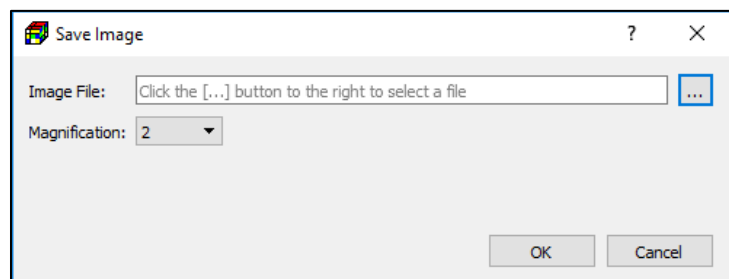 Save Image ?
Image File: Click the [...] button to the right to select a file ...
Magnification: 2
OK Cancel